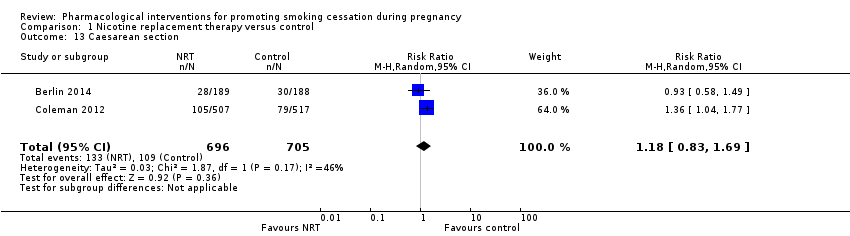 Review: Pharmacological interventions for promoting smoking cessation during pregnancy
Comparison: 1 Nicotine replacement therapy versus control
Outcome: 13 Caesarean section
Study or subgroup NRT Control Risk Ratio Weight Risk Ratio
n/N n/N M-H,Random,95% CI M-H,Random,95% CI
Berlin 2014 28/189 30/188 36.0 % 0.93 [ 0.58, 1.49 ]
Coleman 2012 105/507 79/517 64.0 % 1.36 [ 1.04, 1.77 ]
Total (95% CI) 696 705 100.0 % 1.18 [ 0.83, 1.69 ]
Total events: 133 (NRT), 109 (Control)
Heterogeneity: Tau² = 0.03; Chi² = 1.87, df = 1 (P = 0.17); I² =46%
Test for overall effect: Z = 0.92 (P = 0.36)
Test for subgroup differences: Not applicable
0.01 0.1 1 10 100
Favours NRT Favours control